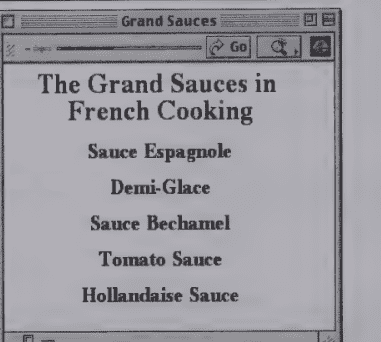 Grand Sauces
Go
The Grand Sauces in
French Cooking
Sauce Espagnole
Demi-Glace
Sauce Bechamel
Tomato Sauce
Hollandaise Sauce